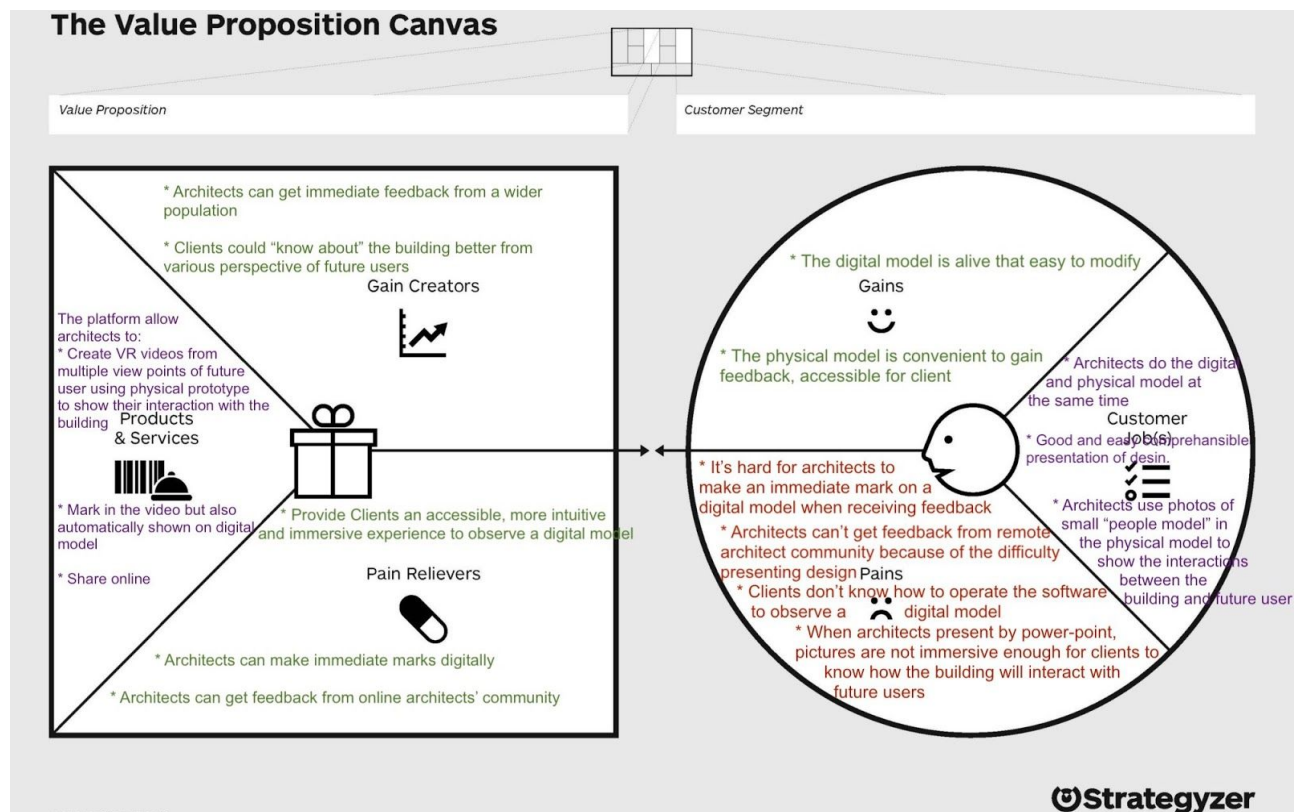 The Value Proposition Canvas
Value Proposition
Customer Segment
* Architects can get immediate feedback from a wider
population
* Clients could “know about” the building better from
various perspective of future users
Gain Creators
The platform allow
architects to:
* Create VR videos from
multiple view points of future
user using physical prototype
to show their interaction with the
building
Products
& Services
* Mark in the video but also
automatically shown on digital
model
* Share online
* Provide Clients an accessible, more intuitive
and immersive experience to observe a digital model
Pain Relievers
* Architects can make immediate marks digitally
* Architects can get feedback from online architects’ community
* The digital model is alive that easy to modify
Gains
* The physical model is convenient to gain
feedback, accessible for client
* Architects do the digital
and physical model at
the same time
Customer
Job(s)
* Good and easy comprehansible
presentation of desin.
* Architects use photos of
small “people model” in
the physical model to
show the interactions
between the
building and future user
* It’s hard for architects to
make an immediate mark on a
digital model when receiving feedback
* Architects can’t get feedback from remote
architect community because of the difficulty
presenting design
Pains
* Clients don’t know how to operate the software
to observe a digital model
* When architects present by power-point,
pictures are not immersive enough for clients to
know how the building will interact with
future users
Strategyzer